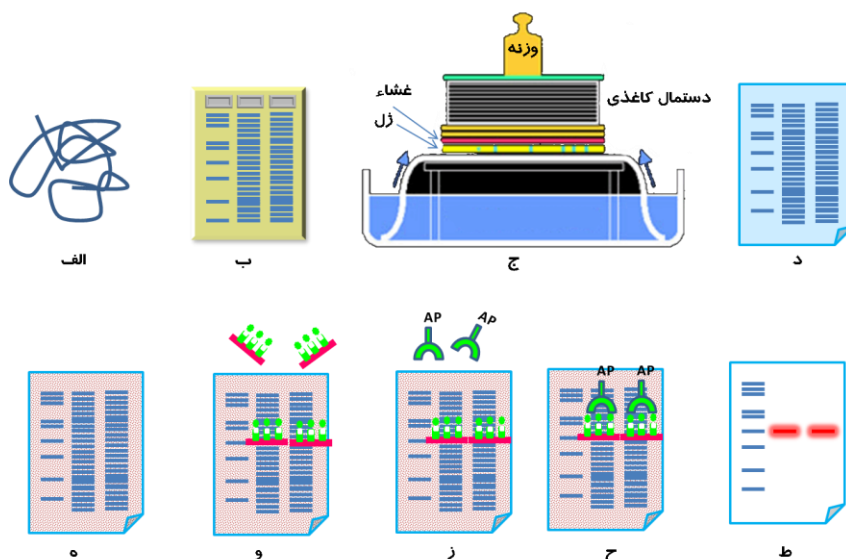 وزنه
غشاء
ژل
دستمال کاغذی
الف
ب
ج
د
AP
AP
AP
AP
ه
و
ز
ح
ط